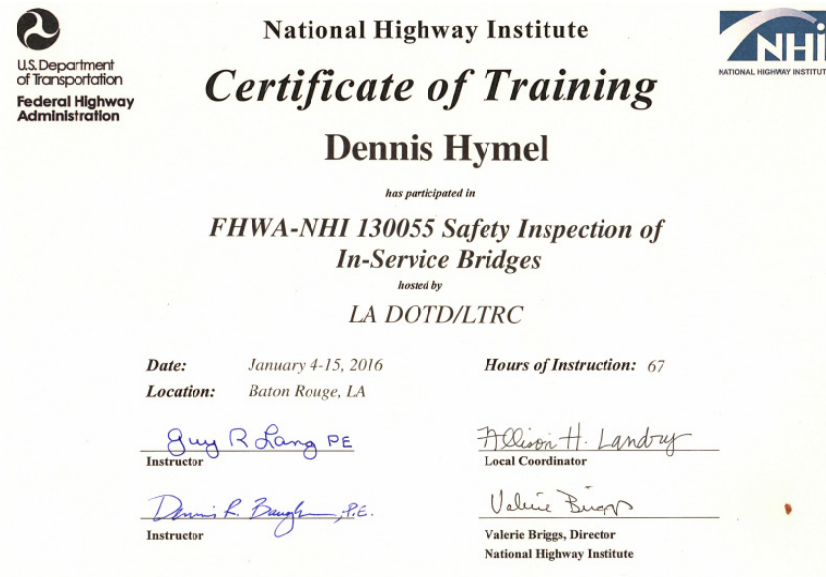 National Highway Institute
U.S. Department
of Transportation
Federal Highway
Administration
NHI
NATIONAL HIGHWAY INSTITUT
Certificate of Training
Dennis Hymel
has participated in
FHWA-NHI 130055 Safety Inspection of
In-Service Bridges
hosted by
LA DOTD/LTRC
Date: January 4-15, 2016
Hours of Instruction: 67
Location: Baton Rouge, LA
Guy R Lang PE
Instructor
Allison H. Landry
Local Coordinator
Dennis R. P.E.
Instructor
Valerie Briggs
Valerie Briggs, Director
National Highway Institute